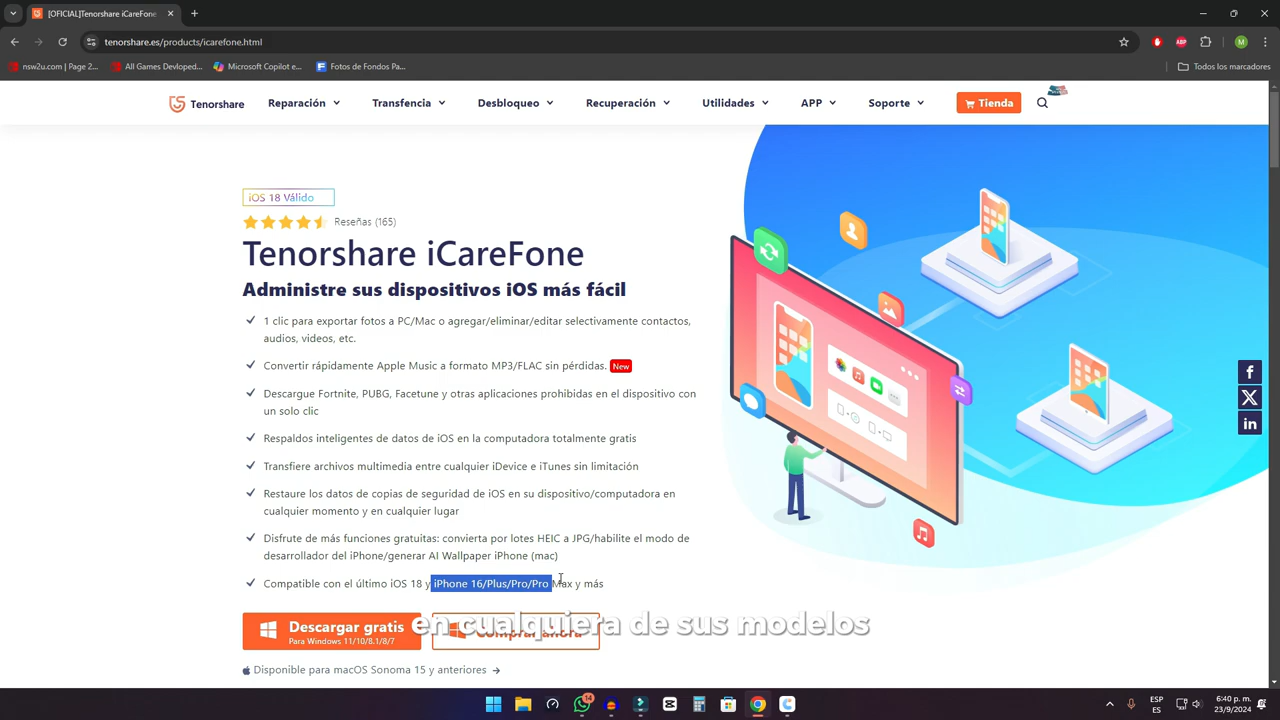 [OFICIAL]Tenorshare iCareFon
tenorshare.es/products/icarefone.html
M
nsw2u.com | Page 2...
All Games Devloped...
Microsoft Copilot e...
Fotos de Fondos Pa...
Todos los marcadores
Tenorshare
Reparación
Transfencia
Desbloqueo
Recuperación
Utilidades
APP
Soporte
Tienda
iOS 18 Válido
Reseñas (165)
Tenorshare iCareFone
Administre sus dispositivos iOS más fácil
1 clic para exportar fotos a PC/Mac o agregar/eliminar/editar selectivamente contactos,
audios, videos, etc.
Convertir rápidamente Apple Music a formato MP3/FLAC sin pérdidas. New
Descargue Fortnite, PUBG, Facetune y otras aplicaciones prohibidas en el dispositivo con
un solo clic
Respaldos inteligentes de datos de iOS en la computadora totalmente gratis
Transfiere archivos multimedia entre cualquier iDevice e iTunes sin limitación
Restaure los datos de copias de seguridad de iOS en su dispositivo/computadora en
cualquier momento y en cualquier lugar
Disfrute de más funciones gratuitas: convierta por lotes HEIC a JPG/habilite el modo de
desarrollador del iPhone/generar AI Wallpaper iPhone (mac)
Compatible con el último iOS 18 y iPhone 16/Plus/Pro/Pro Max y más
Descargar gratis
Para Windows 11/10/8.1/8/7
Comprar ahora
en cualquiera de sus modelos
Disponible para macOS Sonoma 15 y anteriores
14
ESP
ES
6:40 p. m.
23/9/2024